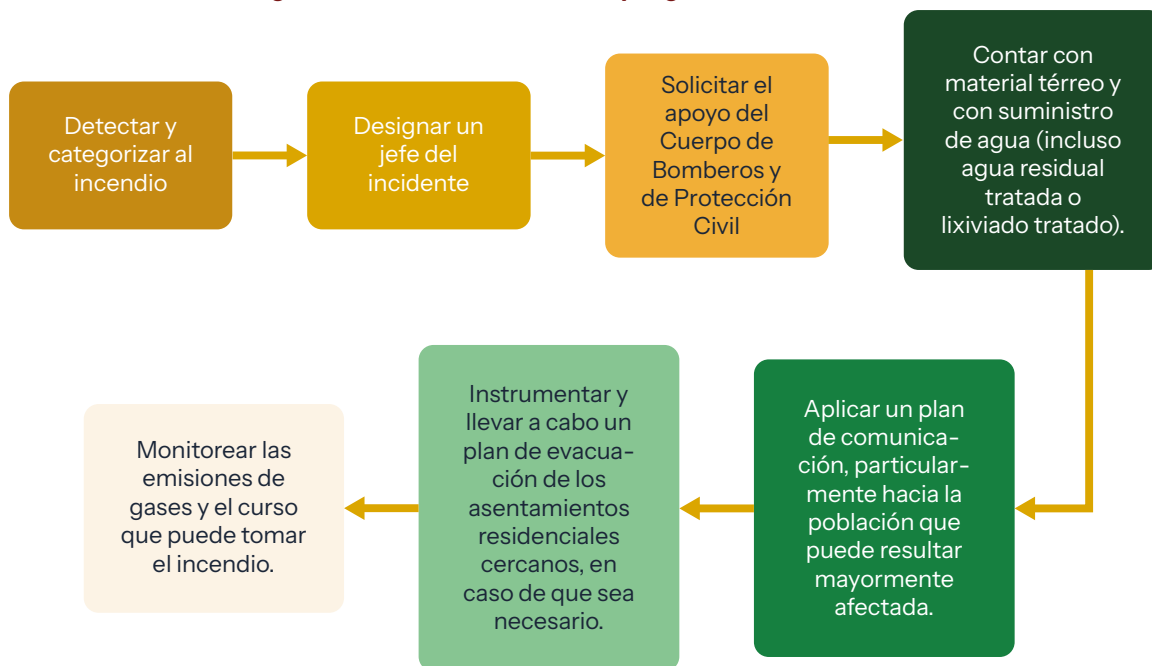 Detectar y
categorizar al
incendio
Designar un
jefe del
incidente
Solicitar el
apoyo del
Cuerpo de
Bomberos y
de Protección
Civil
Contar con
material térreo y
con suministro
de agua (incluso
agua residual
tratada o
lixiviado tratado).
Aplicar un plan
de comunica-
ción, particular-
mente hacia la
población que
puede resultar
mayormente
afectada.
Instrumentar y
llevar a cabo un
plan de evacua-
ción de los
asentamientos
residenciales
cercanos, en
caso de que sea
necesario.
Monitorear las
emisiones de
gases y el curso
que puede tomar
el incendio.